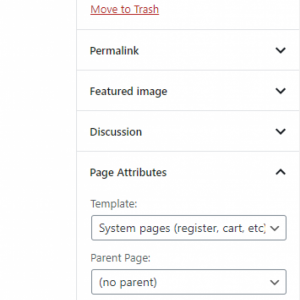 Move to Trash
Permalink
Featured image
Discussion
Page Attributes
Template:
System pages (register, cart, etc)
Parent Page:
(no parent)